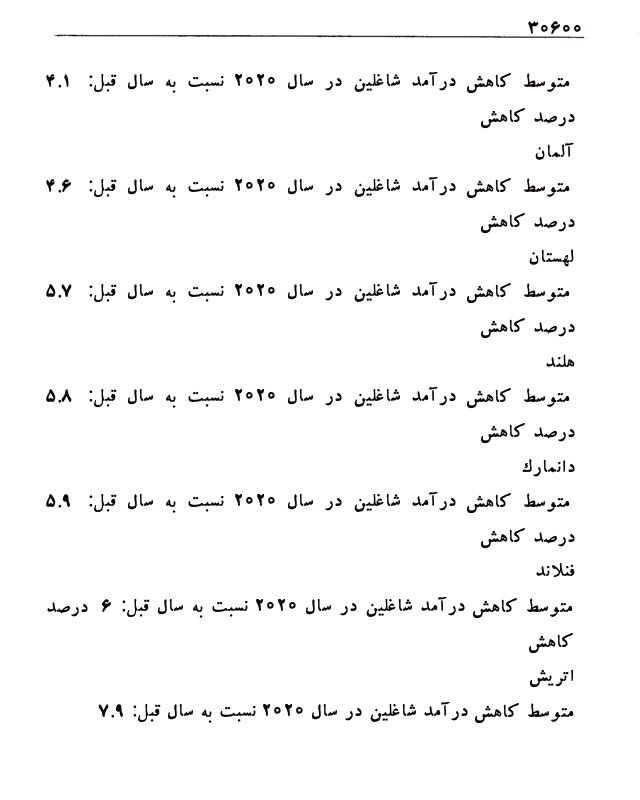 ۳۰۶۰۰
متوسط کاهش درآمد شاغلین در سال ۲۰۲۰ نسبت به سال قبل: ۴.۱
درصد کاهش
آلمان
متوسط کاهش درآمد شاغلین در سال ۲۰۲۰ نسبت به سال قبل: ۴.۶
درصد کاهش
لهستان
متوسط کاهش درآمد شاغلین در سال ۲۰۲۰ نسبت به سال قبل: ۵.۷
درصد کاهش
هلند
متوسط کاهش درآمد شاغلین در سال ۲۰۲۰ نسبت به سال قبل: ۵.۸
درصد کاهش
دانمارك
متوسط کاهش درآمد شاغلین در سال ۲۰۲۰ نسبت به سال قبل: ۵.۹
درصد کاهش
فنلاند
متوسط کاهش درآمد شاغلین در سال ۲۰۲۰ نسبت به سال قبل: ۶ درصد
کاهش
اتریش
متوسط کاهش درآمد شاغلین در سال ۲۰۲۰ نسبت به سال قبل: ۷.۹